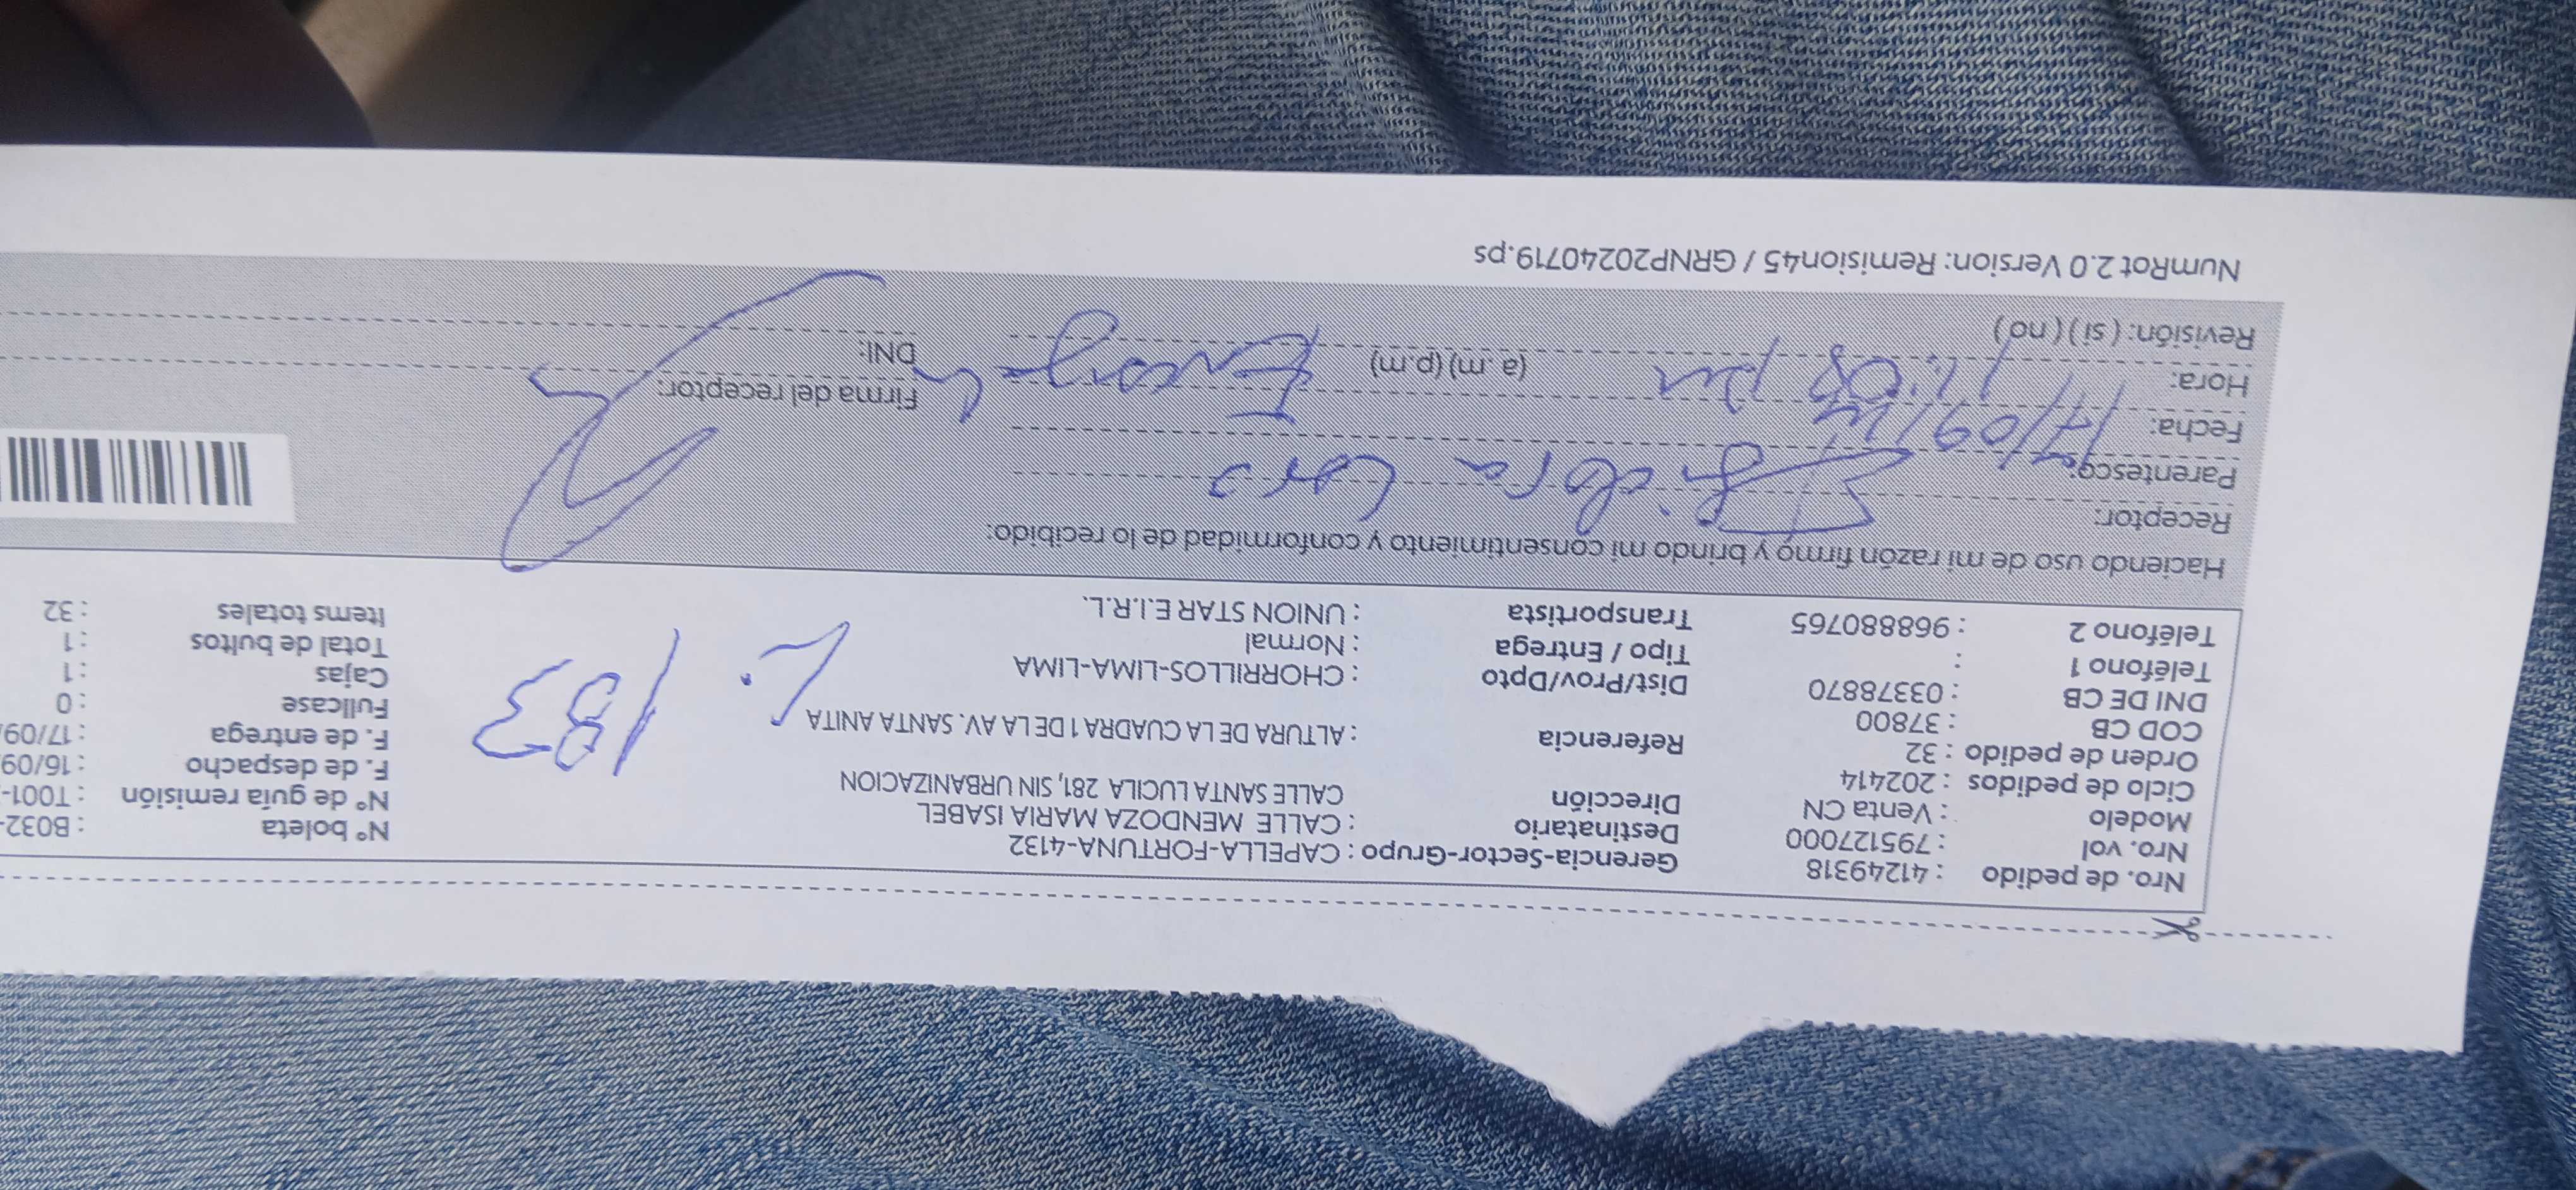 Nro. de pedido : 41249318
Nro. vol : 795127000
Modelo : Venta CN
Ciclo de pedidos : 202414
Orden de pedido : 32
COD CB : 37800
DNI DE CB : 03378870
Teléfono 1 :
Teléfono 2 : 968880765
Gerencia-Sector-Grupo : CAPELLA-FORTUNA-4132
Destinatario : CALLE MENDOZA MARIA ISABEL
Dirección CALLE SANTA LUCILA 281, SIN URBANIZACION
Referencia : ALTURA DE LA CUADRA 1 DE LA AV. SANTA ANITA
Dist/Prov/Dpto : CHORRILLOS-LIMA-LIMA
Tipo / Entrega : Normal
Transportista : UNION STAR E.I.R.L.
N° boleta : B032-
N° de guía remisión : T001-
F. de despacho : 16/09
F. de entrega : 17/09/
Fullcase : 0
Cajas : 1
Total de bultos : 1
Items totales : 32
L. 183
Haciendo uso de mi razón firmo y brindo mi consentimiento y conformidad de lo recibido:
Receptor:
Parentesco:
Fecha: 17/09/24
Hora: 1:08 pm (a.m) (p.m)
Revisión: ( si ) ( no )
Firma del receptor:
DNI:
NumRot 2.0 Version: Remision45 / GRNP20240719.ps